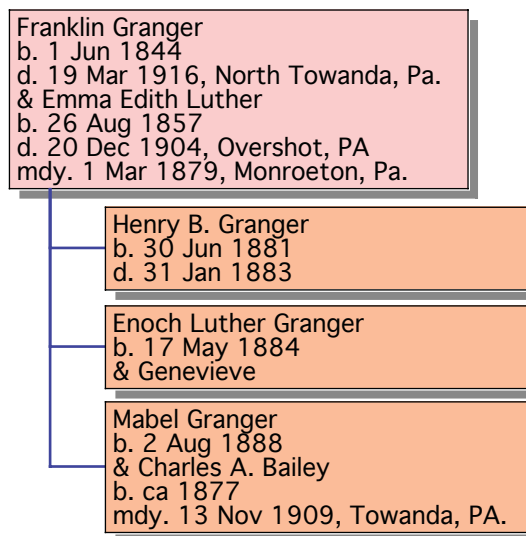 Franklin Granger
b. 1 Jun 1844
d. 19 Mar 1916, North Towanda, Pa.
& Emma Edith Luther
b. 26 Aug 1857
d. 20 Dec 1904, Overshot, PA
mdy. 1 Mar 1879, Monroeton, Pa.
Henry B. Granger
b. 30 Jun 1881
d. 31 Jan 1883
Enoch Luther Granger
b. 17 May 1884
& Genevieve
Mabel Granger
b. 2 Aug 1888
& Charles A. Bailey
b. ca 1877
mdy. 13 Nov 1909, Towanda, PA.